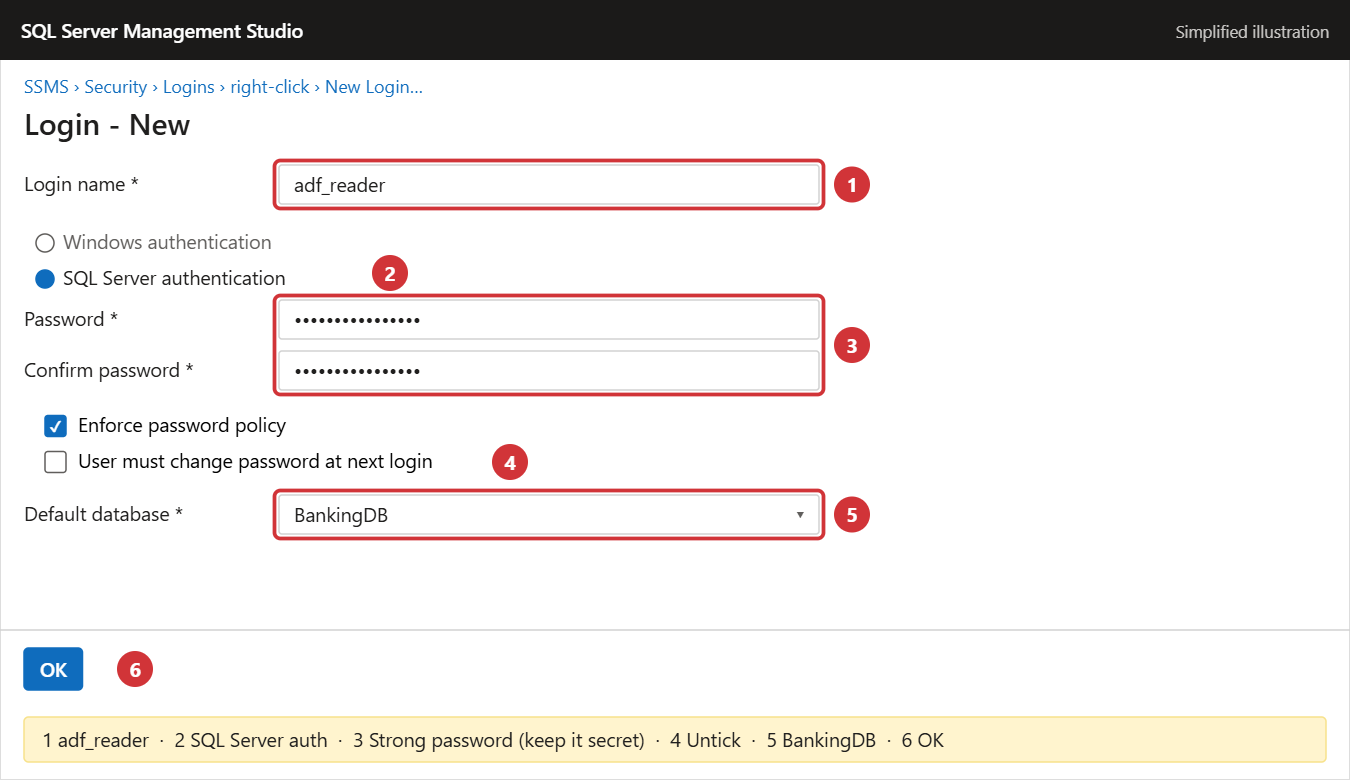 SQL Server Management Studio
Simplified illustration
SSMS › Security › Logins › right-click › New Login...
Login - New
Login name *
adf_reader
1
Windows authentication
SQL Server authentication
2
Password *
••••••••••••••••
3
Confirm password *
••••••••••••••••
Enforce password policy
User must change password at next login
4
Default database *
BankingDB
5
OK
6
1 adf_reader · 2 SQL Server auth · 3 Strong password (keep it secret) · 4 Untick · 5 BankingDB · 6 OK